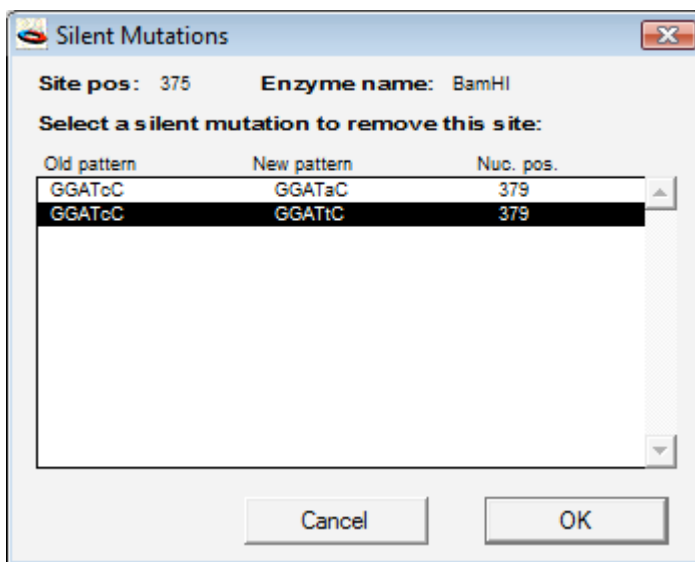 Silent Mutations
Site pos: 375 Enzyme name: BamHI
Select a silent mutation to remove this site:
Old pattern New pattern Nuc. pos.
GGATcC GGATaC 379
GGATcC GGATtC 379
Cancel OK